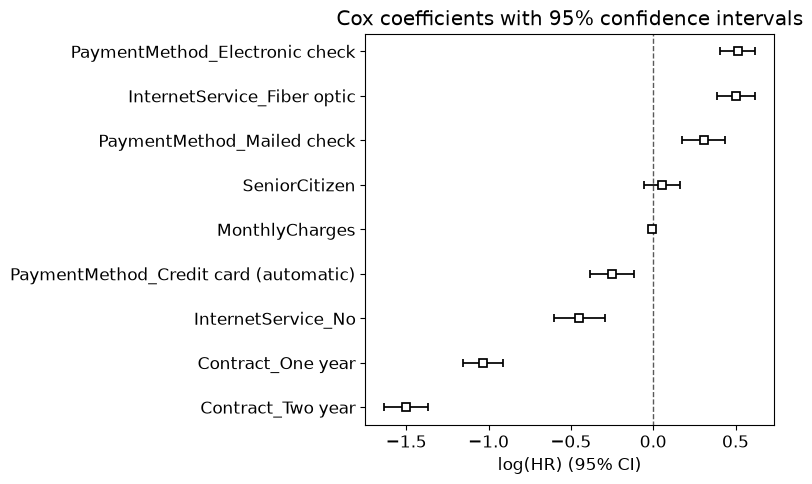 Cox coefficients with 95% confidence intervals
PaymentMethod_Electronic check
InternetService_Fiber optic
PaymentMethod_Mailed check
SeniorCitizen
MonthlyCharges
PaymentMethod_Credit card (automatic)
InternetService_No
Contract_One year
Contract_Two year
−1.5 −1.0 −0.5 0.0 0.5
log(HR) (95% CI)